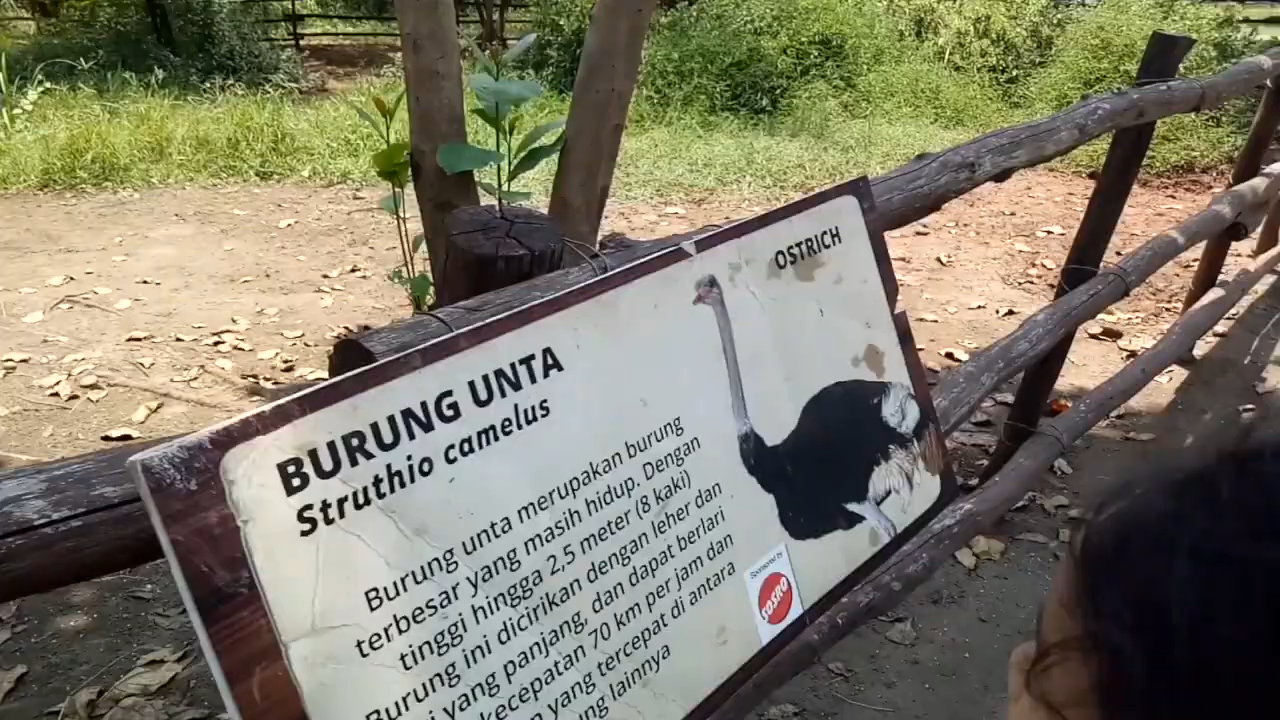 OSTRICH
BURUNG UNTA
Struthio camelus
Burung unta merupakan burung
terbesar yang masih hidup. Dengan
tinggi hingga 2,5 meter (8 kaki)
Burung ini dicirikan dengan leher dan
yang panjang, dan dapat berlari
kecepatan 70 km per jam dan
yang tercepat di antara
lainnya
Sponsored by
SOSRO